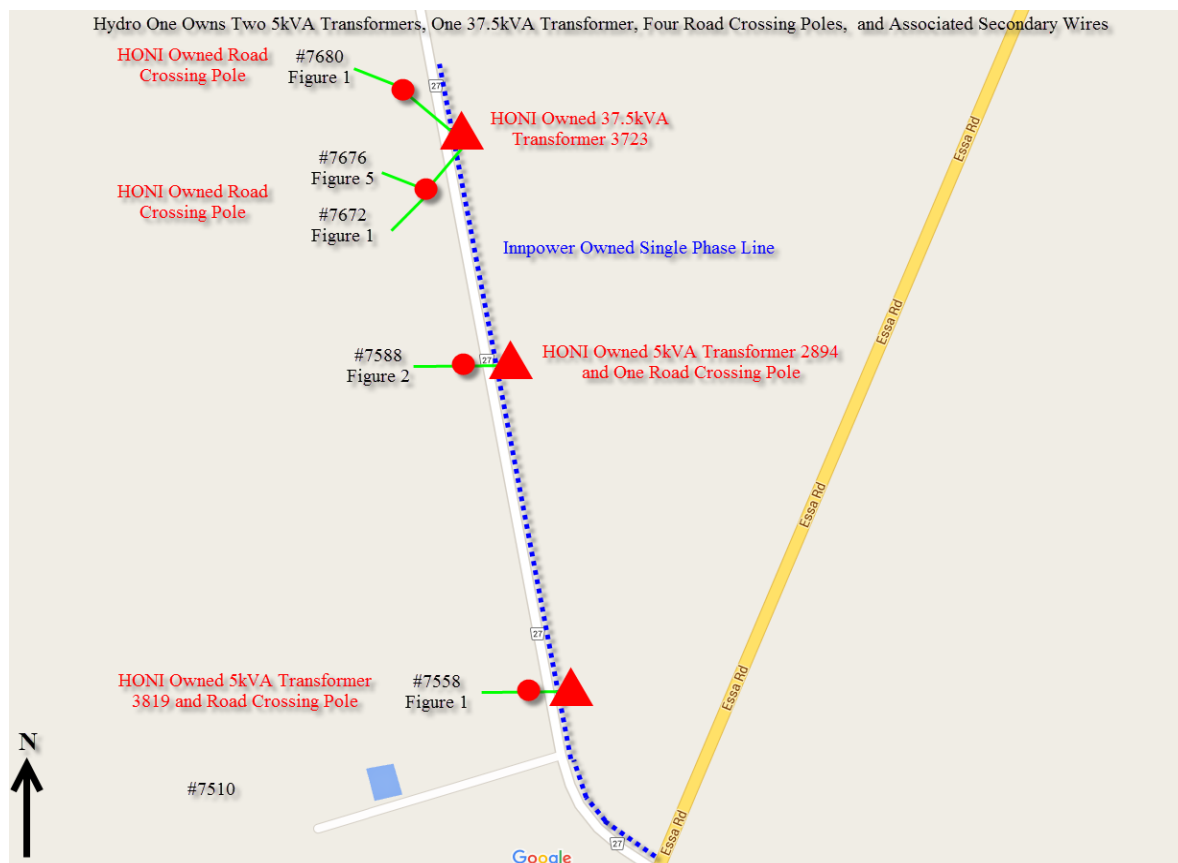 Hydro One Owns Two 5kVA Transformers, One 37.5kVA Transformer, Four Road Crossing Poles, and Associated Secondary Wires
HONI Owned Road
Crossing Pole
#7680
Figure 1
27
HONI Owned 37.5kVA
Transformer 3723
Essa Rd
#7676
Figure 5
HONI Owned Road
Crossing Pole
#7672
Figure 1
Innpower Owned Single Phase Line
Essa Rd
#7588
Figure 2
27
HONI Owned 5kVA Transformer 2894
and One Road Crossing Pole
Essa Rd
27
HONI Owned 5kVA Transformer
3819 and Road Crossing Pole
#7558
Figure 1
Essa Rd
N
#7510
Essa Rd
27
Google